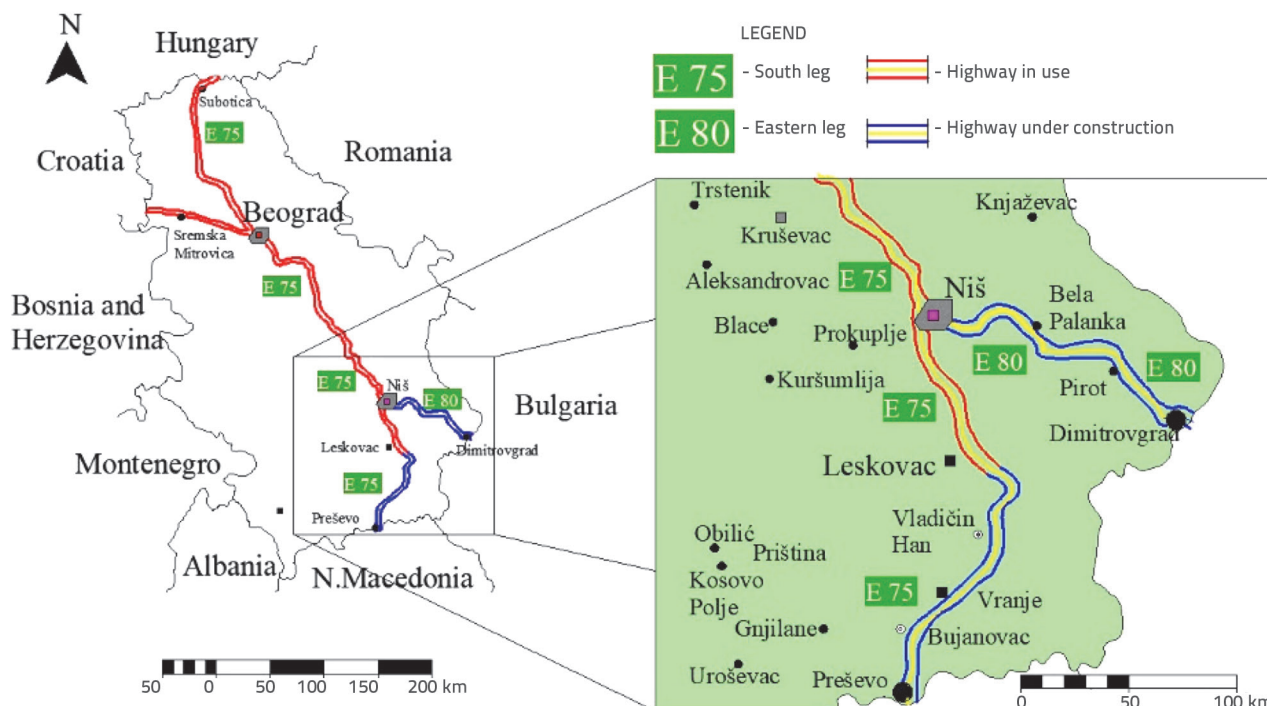 N
Hungary
Subotica
E 75
Croatia
Romania
Beograd
Sremska
Mitrovica
E 75
Bosnia and
Herzegovina
E 75
Niš
E 80
Bulgaria
Leskovac
Dimitrovgrad
Montenegro
E 75
Preševo
Albania
N.Macedonia
50 0 50 100 150 200 km
LEGEND
E 75 - South leg - Highway in use
E 80 - Eastern leg - Highway under construction
Trstenik
Knjaževac
Kruševac
E 75
Aleksandrovac
Niš
Bela
Palanka
Blace
Prokuplje
E 80
E 80
Kuršumlija
Pirot
E 75
Dimitrovgrad
Leskovac
Vladičin
Han
Obilić
Priština
Kosovo
Polje
E 75
Vranje
Gnjilane
Bujanovac
Uroševac
Preševo
0 50 100 km